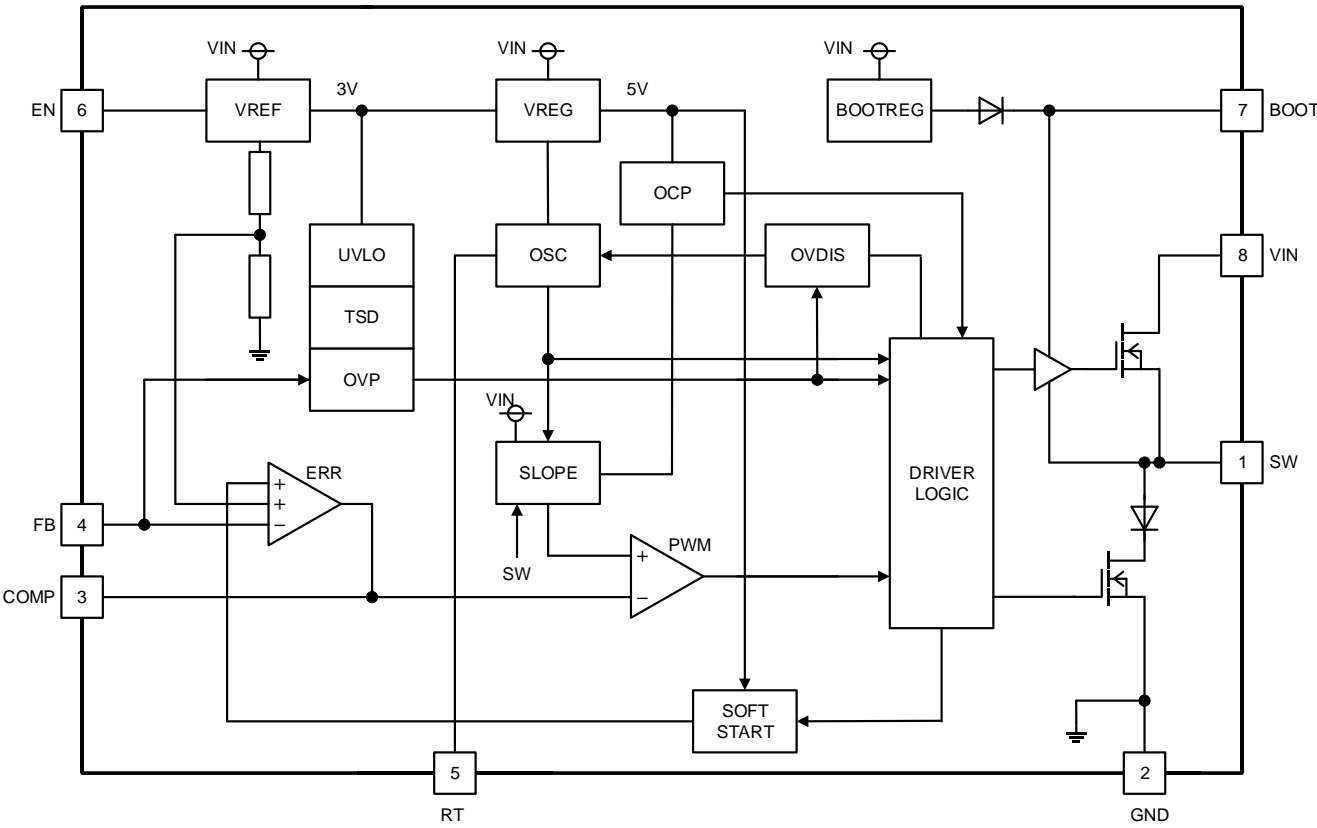 VIN
VIN
VIN
EN
6
VREF
3V
VREG
5V
BOOTREG
7
BOOT
OCP
UVLO
OSC
OVDIS
8
VIN
TSD
OVP
VIN
ERR
+
+
−
SLOPE
DRIVER
LOGIC
1
SW
FB
4
PWM
+
−
SW
COMP
3
SOFT
START
5
2
RT
GND